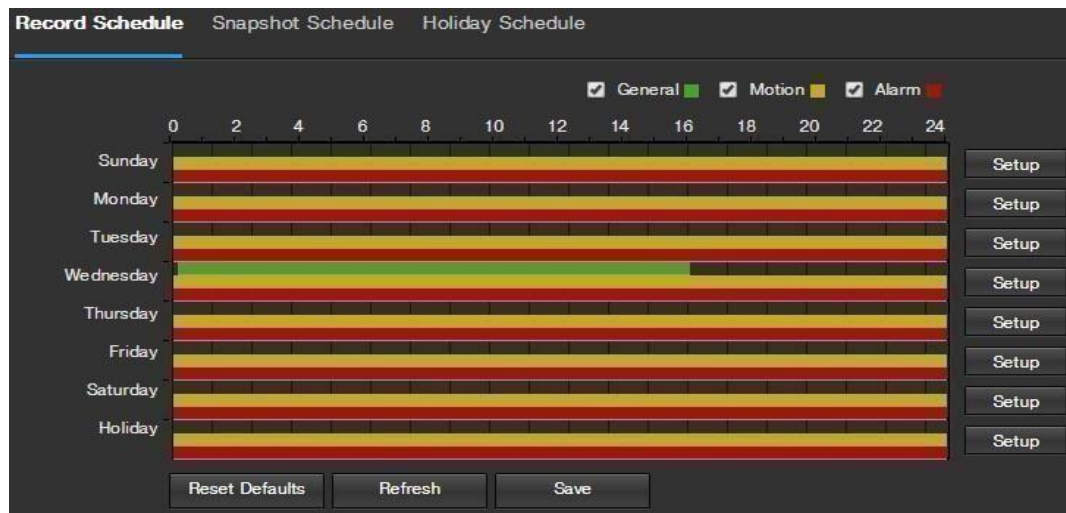 Record Schedule Snapshot Schedule Holiday Schedule
General Motion Alarm
0 2 4 6 8 10 12 14 16 18 20 22 24
Sunday Setup
Monday Setup
Tuesday Setup
Wednesday Setup
Thursday Setup
Friday Setup
Saturday Setup
Holiday Setup
Reset Defaults Refresh Save